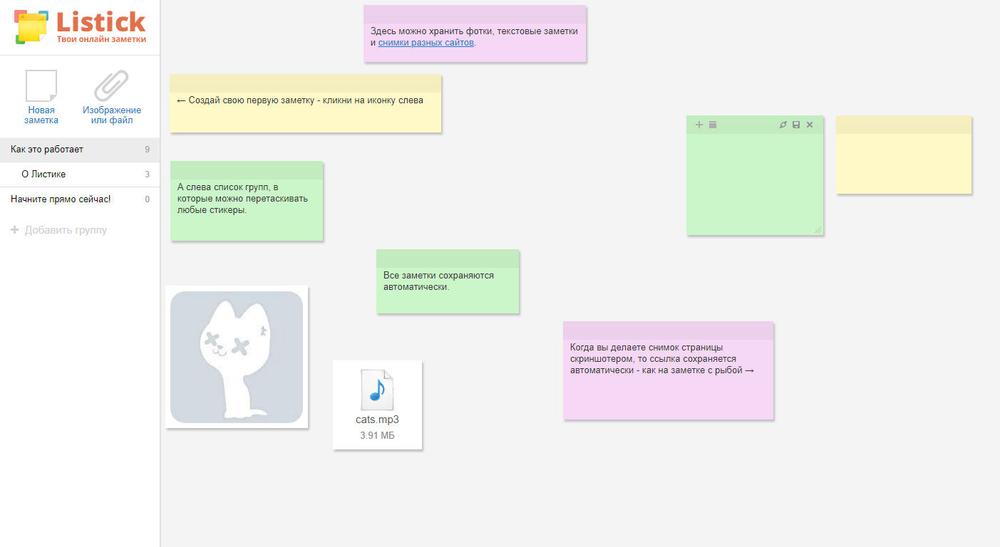 Listick
Твои онлайн заметки
Новая
заметка
Изображение
или файл
Как это работает 9
О Листике 3
Начните прямо сейчас! 0
+ Добавить группу
Здесь можно хранить фотки, текстовые заметки
и снимки разных сайтов.
← Создай свою первую заметку - кликни на иконку слева
А слева список групп, в
которые можно перетаскивать
любые стикеры.
Все заметки сохраняются
автоматически.
Когда вы делаете снимок страницы
скриншотером, то ссылка сохраняется
автоматически - как на заметке с рыбой →
cats.mp3
3.91 МБ